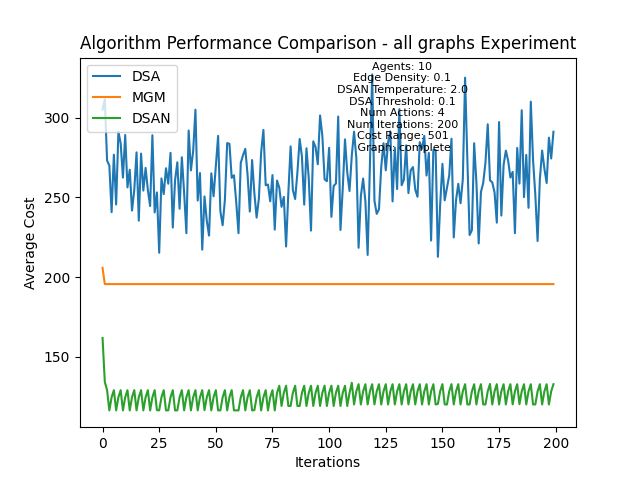 Algorithm Performance Comparison - all graphs Experiment
DSA
MGM
DSAN
Agents: 10
Edge Density: 0.1
DSAN Temperature: 2.0
DSA Threshold: 0.1
Num Actions: 4
Num Iterations: 200
Cost Range: 501
Graph: complete
Average Cost
300
250
200
150
0 25 50 75 100 125 150 175 200
Iterations